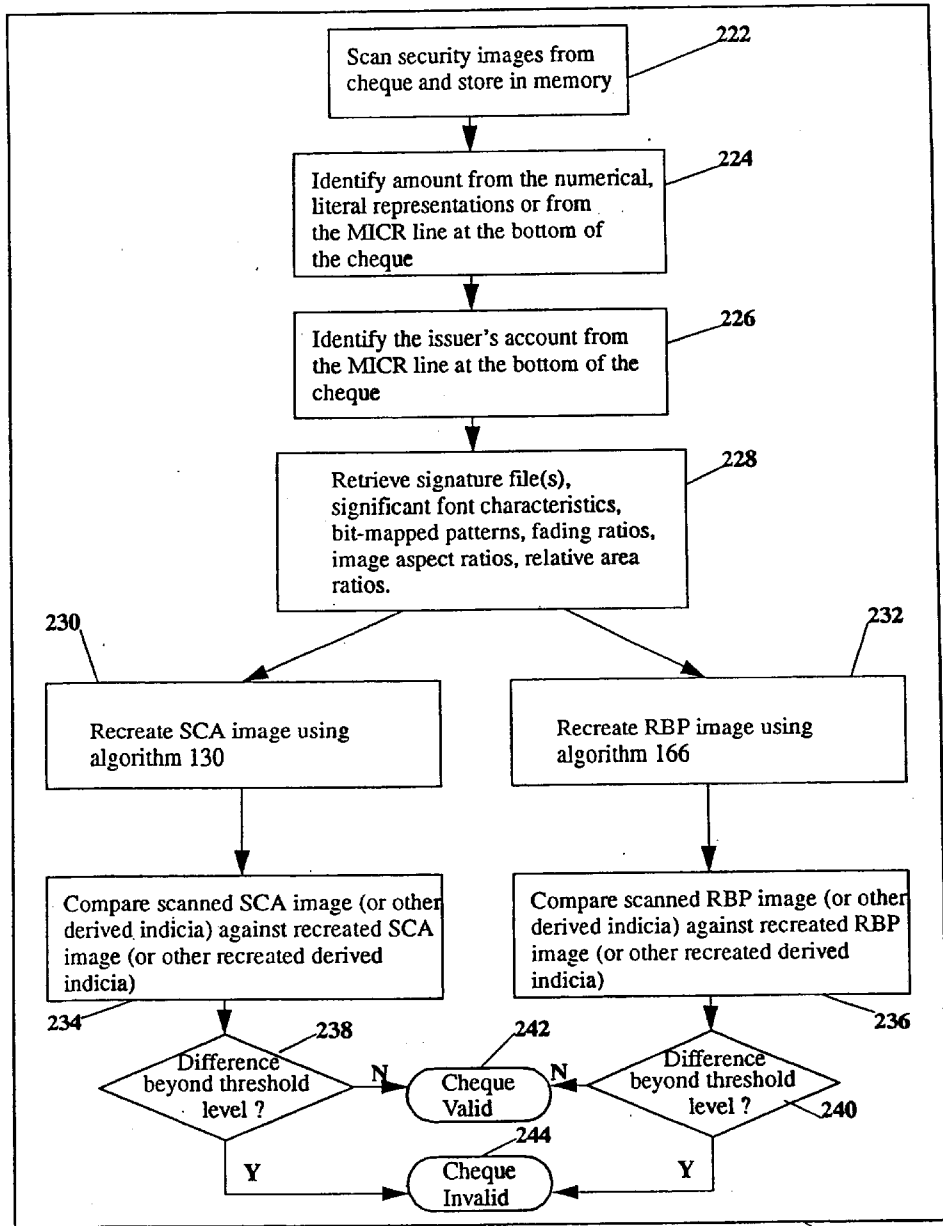 222
Scan security images from
cheque and store in memory
224
Identify amount from the numerical,
literal representations or from
the MICR line at the bottom of
the cheque
226
Identify the issuer's account from
the MICR line at the bottom of the
cheque
228
Retrieve signature file(s),
significant font characteristics,
bit-mapped patterns, fading ratios,
image aspect ratios, relative area
ratios.
230
232
Recreate SCA image using
algorithm 130
Recreate RBP image using
algorithm 166
Compare scanned SCA image (or other
derived indicia) against recreated SCA
image (or other recreated derived
indicia)
Compare scanned RBP image (or other
derived indicia) against recreated RBP
image (or other recreated derived
indicia)
234
236
238
Difference
beyond threshold
level ?
N
242
Cheque
Valid
N
Difference
beyond threshold
level ?
240
244
Y
Cheque
Invalid
Y